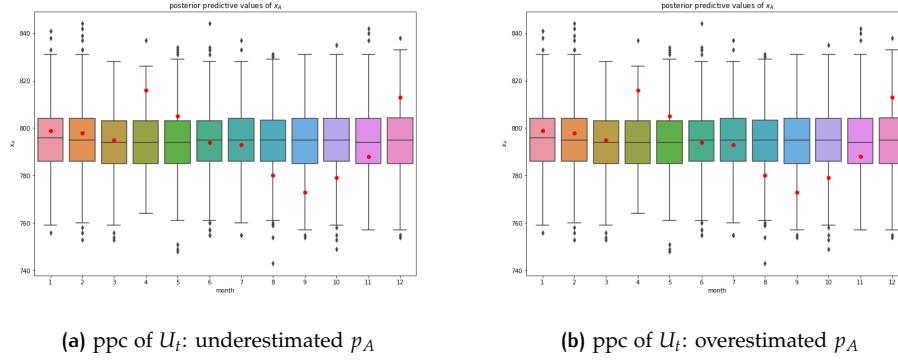 posterior predictive values of x_A
840
820
800
780
760
740
x_A
1 2 3 4 5 6 7 8 9 10 11 12
month
(a) ppc of U_t: underestimated p_A
posterior predictive values of x_A
840
820
800
780
760
740
x_A
1 2 3 4 5 6 7 8 9 10 11 12
month
(b) ppc of U_t: overestimated p_A